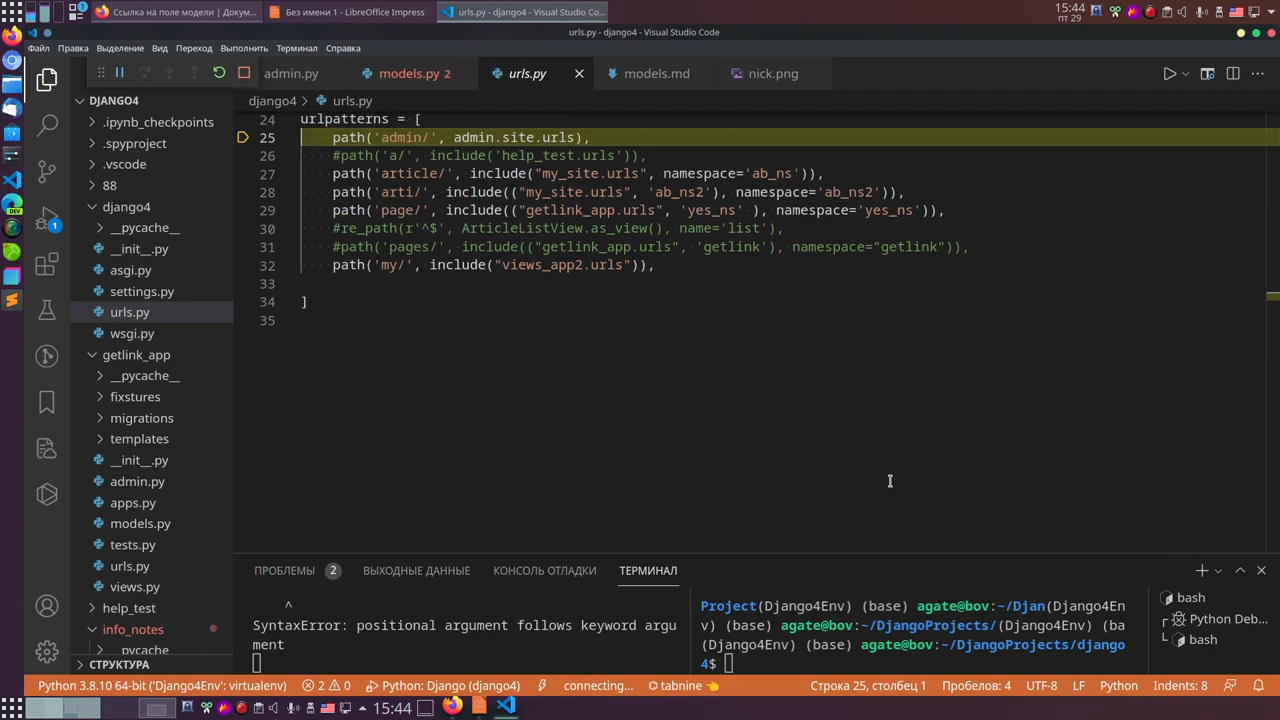 Ссылка на поле модели | Докум...
Без имени 1 - LibreOffice Impress
urls.py - django4 - Visual Studio Co...
15:44
пт 29
urls.py - django4 - Visual Studio Code
Файл Правка Выделение Вид Переход Выполнить Терминал Справка
admin.py models.py 2 urls.py models.md nick.png
DJANGO4
django4 > urls.py
.ipynb_checkpoints
.spyproject
.vscode
88
django4
__pycache__
__init__.py
asgi.py
settings.py
urls.py
wsgi.py
getlink_app
__pycache__
fixstures
migrations
templates
__init__.py
admin.py
apps.py
models.py
tests.py
urls.py
views.py
help_test
info_notes
__pycache
СТРУКТУРА
DEV
1
24 urlpatterns = [
25 path('admin/', admin.site.urls),
26 #path('a/', include('help_test.urls')),
27 path('article/', include("my_site.urls", namespace='ab_ns')),
28 path('arti/', include(("my_site.urls", 'ab_ns2'), namespace='ab_ns2')),
29 path('page/', include(("getlink_app.urls", 'yes_ns' ), namespace='yes_ns')),
30 #re_path(r'^$', ArticleListView.as_view(), name='list'),
31 #path('pages/', include(("getlink_app.urls", 'getlink'), namespace="getlink")),
32 path('my/', include("views_app2.urls")),
33
34 ]
35
ПРОБЛЕМЫ 2 ВЫХОДНЫЕ ДАННЫЕ КОНСОЛЬ ОТЛАДКИ ТЕРМИНАЛ
^
SyntaxError: positional argument follows keyword argu
ment
Project(Django4Env) (base) agate@bov:~/Djan(Django4En
v) (base) agate@bov:~/DjangoProjects/(Django4Env) (ba
(Django4Env) (base) agate@bov:~/DjangoProjects/django
4$
bash
Python Deb...
bash
Python 3.8.10 64-bit ('Django4Env': virtualenv) 2 0 Python: Django (django4) connecting... tabnine Строка 25, столбец 1 Пробелов: 4 UTF-8 LF Python Indents: 8
15:44